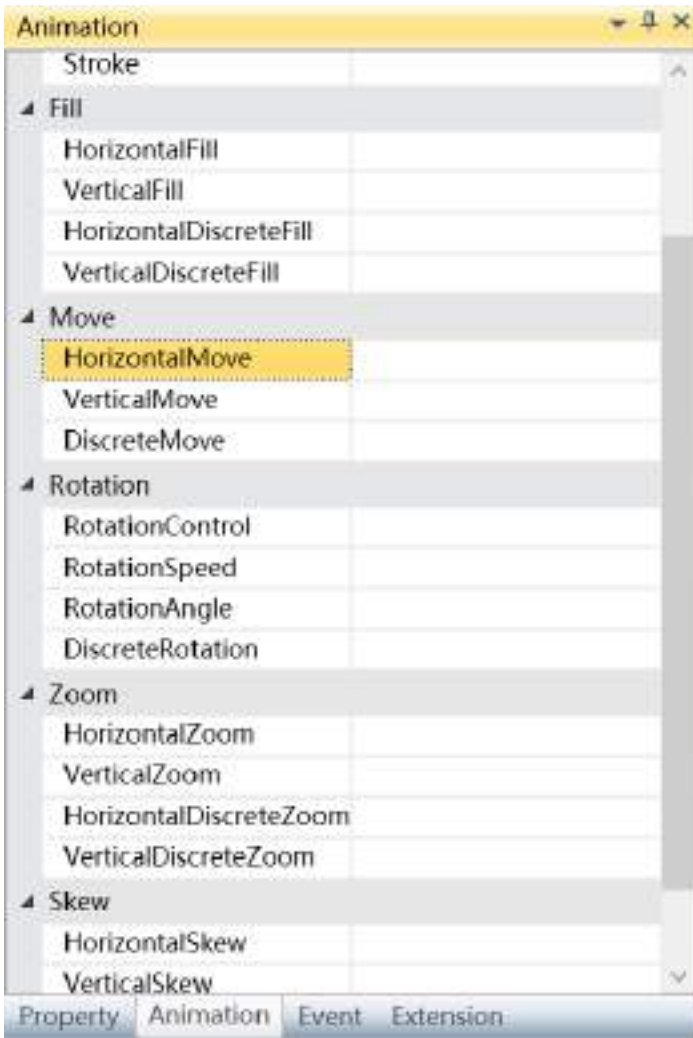 Animation
Stroke
Fill
HorizontalFill
VerticalFill
HorizontalDiscreteFill
VerticalDiscreteFill
Move
HorizontalMove
VerticalMove
DiscreteMove
Rotation
RotationControl
RotationSpeed
RotationAngle
DiscreteRotation
Zoom
HorizontalZoom
VerticalZoom
HorizontalDiscreteZoom
VerticalDiscreteZoom
Skew
HorizontalSkew
VerticalSkew
Property Animation Event Extension